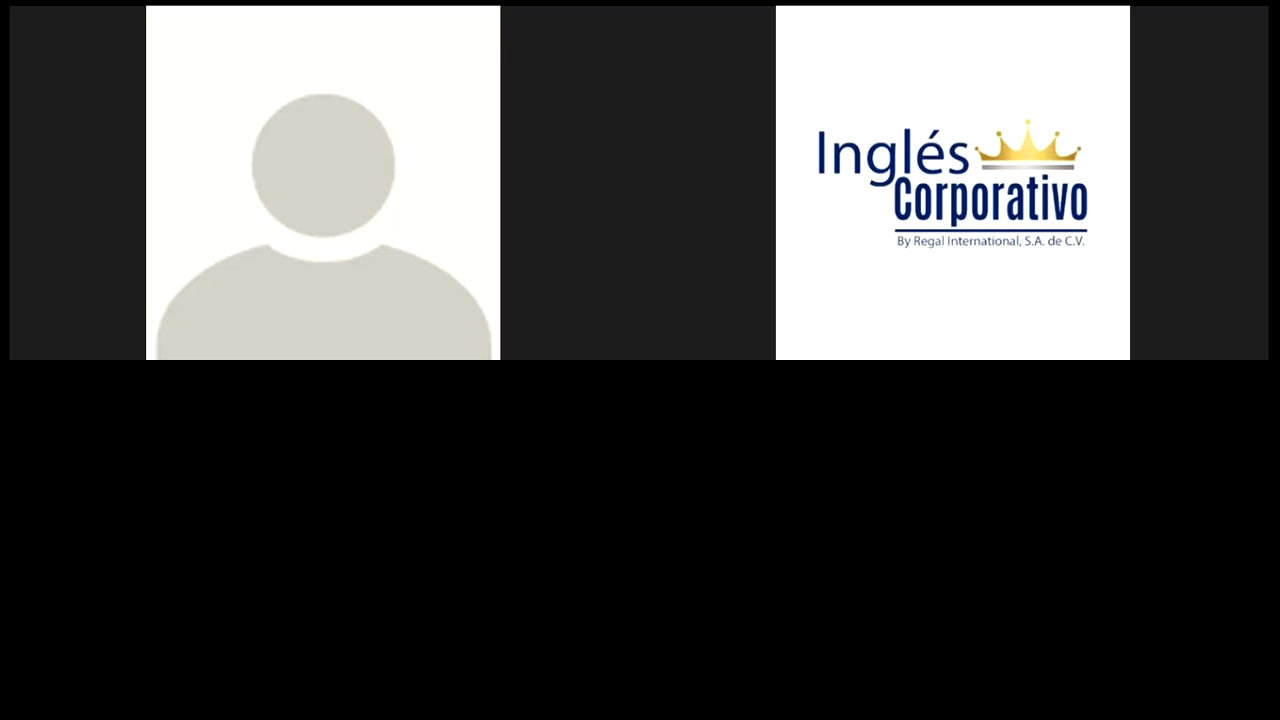 Inglés
Corporativo
By Regal International, S.A. de C.V.